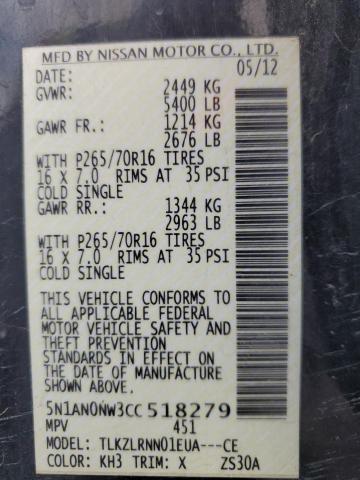 MFD BY NISSAN MOTOR CO., LTD.
DATE: 05/12
GVWR: 2449 KG
5400 LB
GAWR FR.: 1214 KG
2676 LB
WITH P265/70R16 TIRES
16 X 7.0 RIMS AT 35 PSI
COLD SINGLE
GAWR RR.: 1344 KG
2963 LB
WITH P265/70R16 TIRES
16 X 7.0 RIMS AT 35 PSI
COLD SINGLE
THIS VEHICLE CONFORMS TO
ALL APPLICABLE FEDERAL
MOTOR VEHICLE SAFETY AND
THEFT PREVENTION
STANDARDS IN EFFECT ON THE
DATE OF MANUFACTURE SHOWN
ABOVE.
5N1AN0NW3CC518279
MPV 451
MODEL: TLKZLRNN01EUA---CE
COLOR: KH3 TRIM: X ZS30A